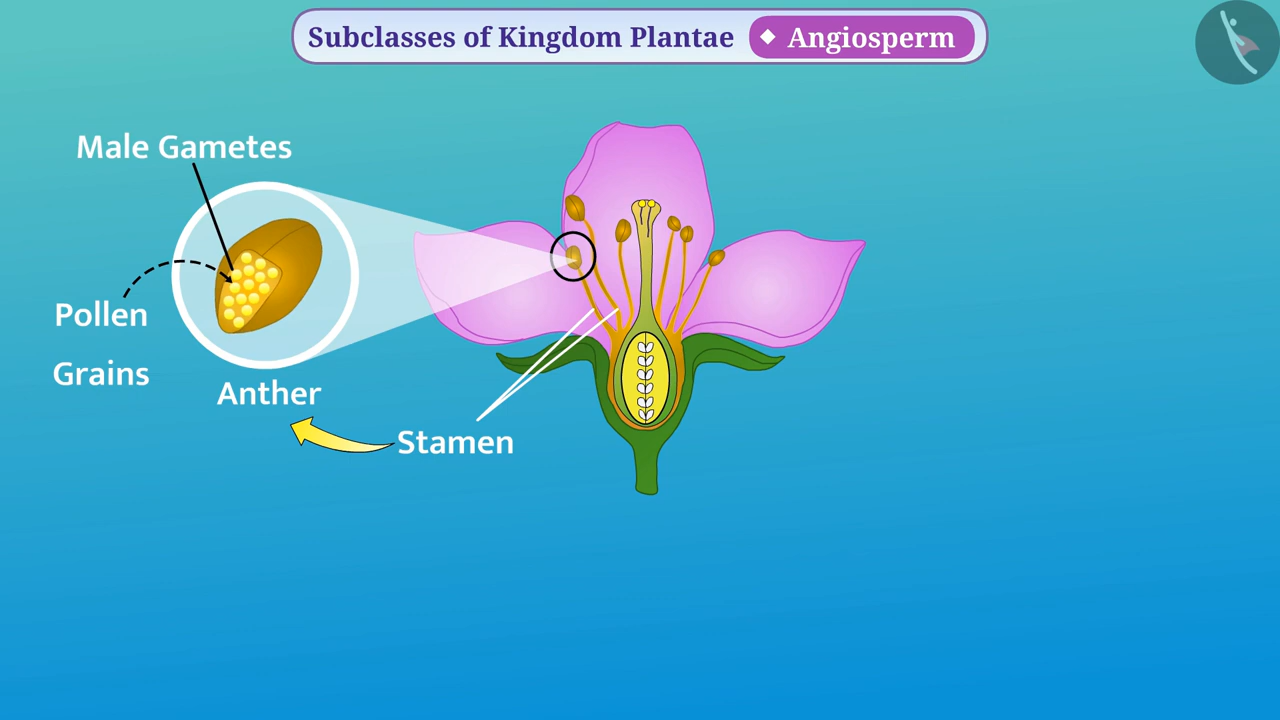 Subclasses of Kingdom Plantae ◆ Angiosperm
Male Gametes
Pollen
Grains
Anther
Stamen